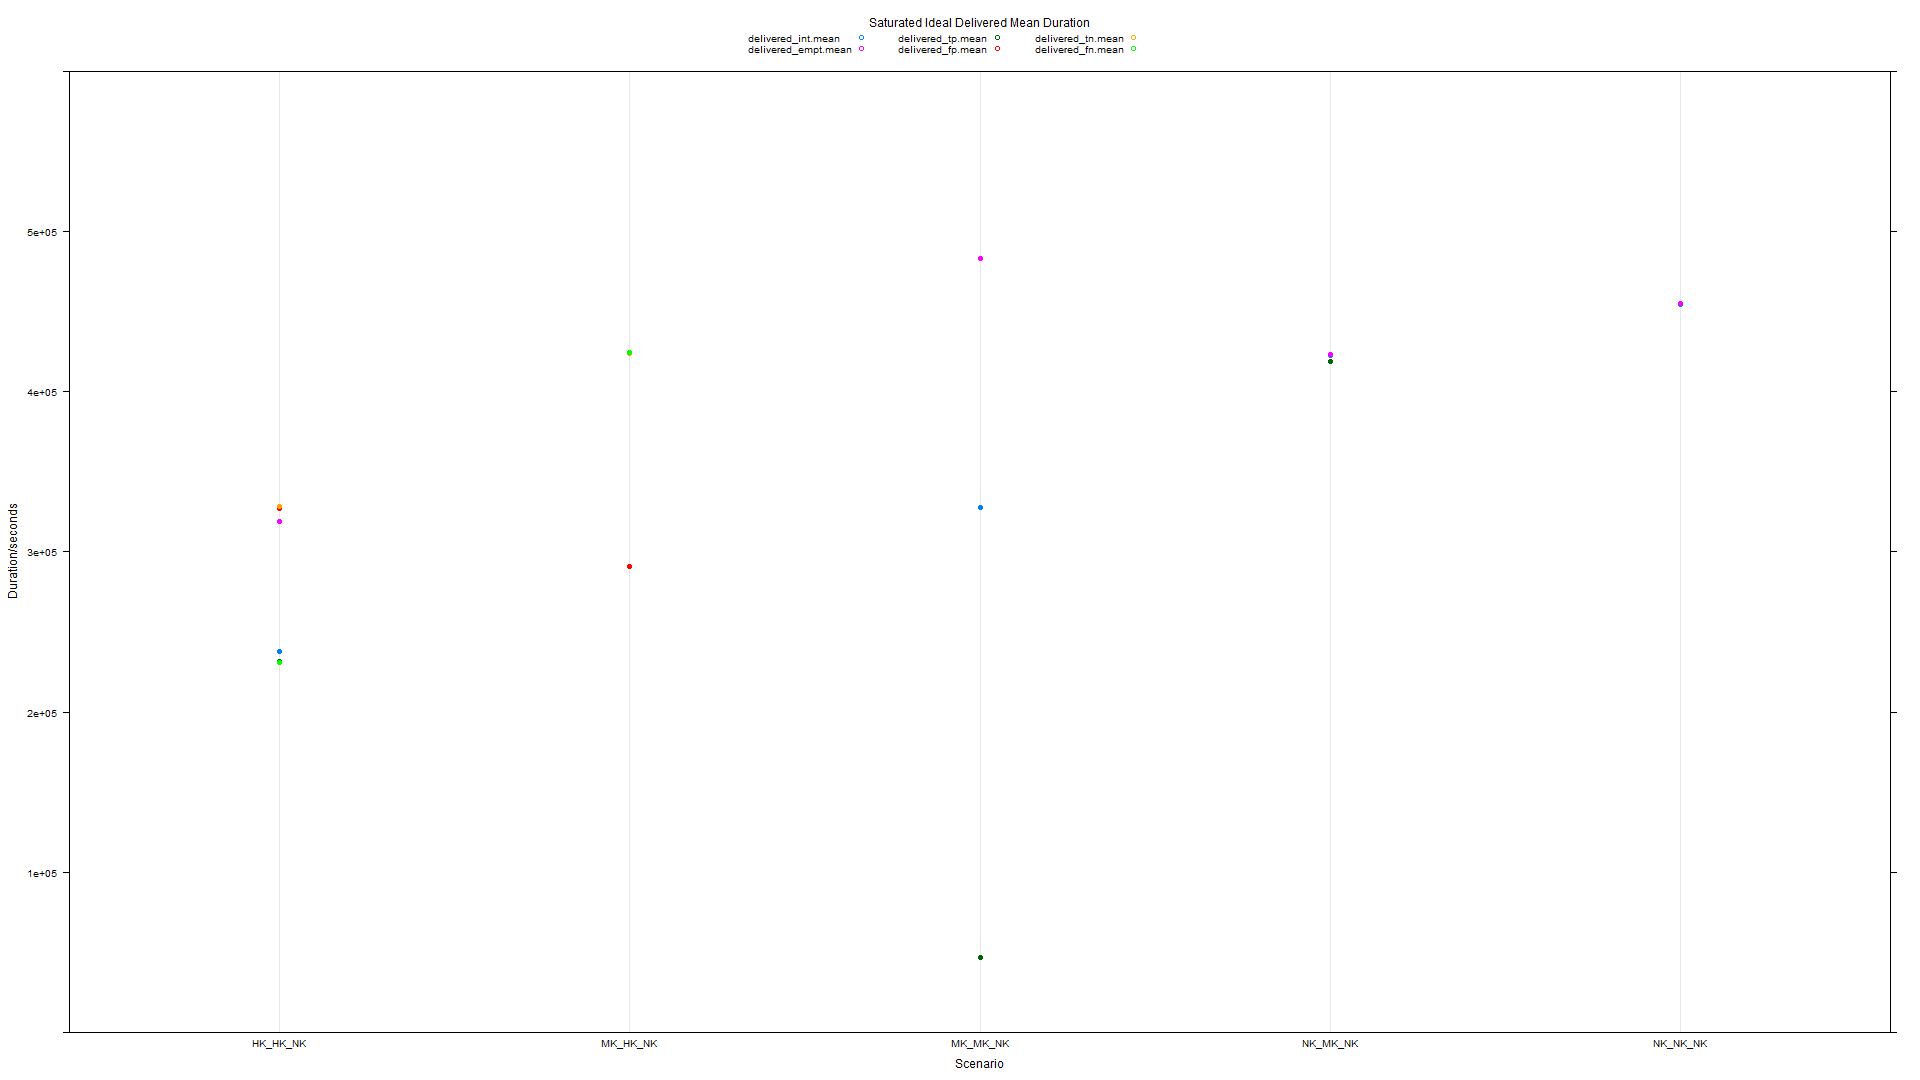 Saturated Ideal Delivered Mean Duration
delivered_int.mean delivered_tp.mean delivered_tn.mean
delivered_empt.mean delivered_fp.mean delivered_fn.mean
5e+05
4e+05
3e+05
2e+05
1e+05
Duration/seconds
HK_HK_NK MK_HK_NK MK_MK_NK NK_MK_NK NK_NK_NK
Scenario